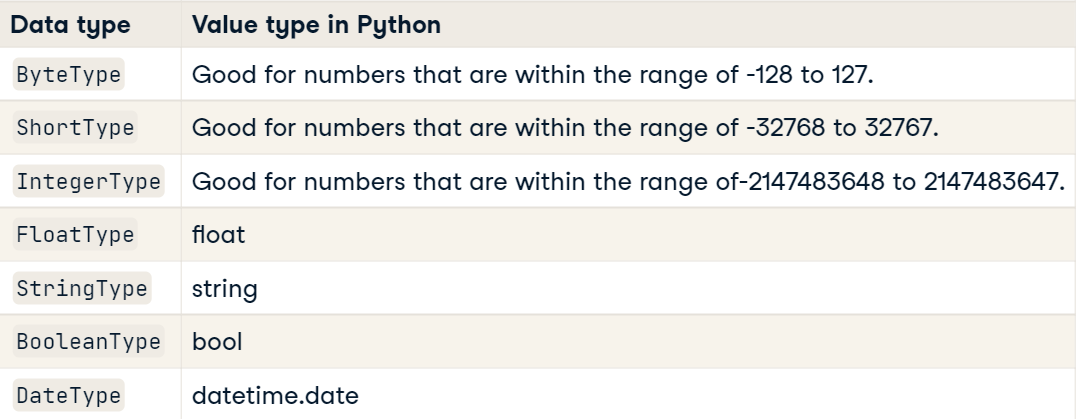 Data type Value type in Python
ByteType Good for numbers that are within the range of -128 to 127.
ShortType Good for numbers that are within the range of -32768 to 32767.
IntegerType Good for numbers that are within the range of-2147483648 to 2147483647.
FloatType float
StringType string
BooleanType bool
DateType datetime.date